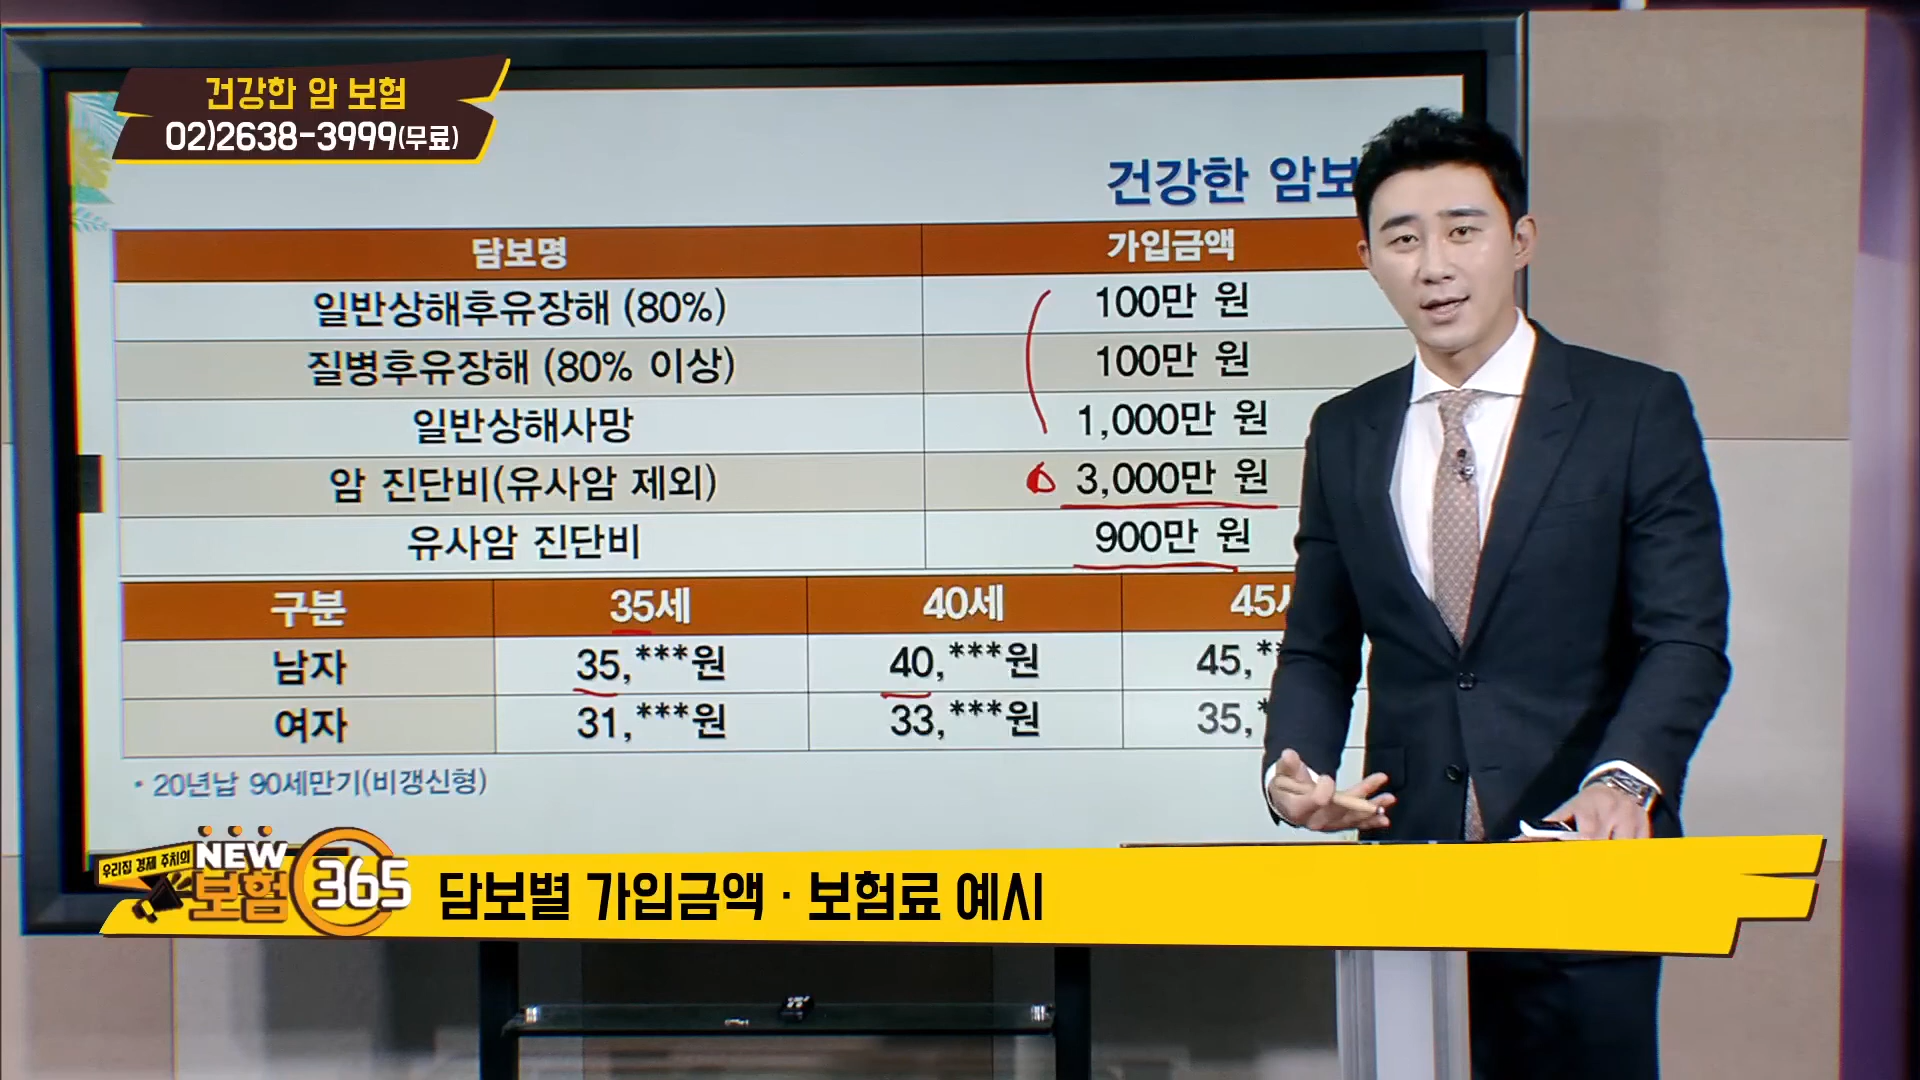 건강한 암 보험
02)2638-3999(무료)
건강한 암보
담보명 가입금액
일반상해후유장해 (80%) 100만 원
질병후유장해 (80% 이상) 100만 원
일반상해사망 1,000만 원
암 진단비(유사암 제외) 3,000만 원
유사암 진단비 900만 원
구분 35세 40세 45세
남자 35,***원 40,***원 45,**
여자 31,***원 33,***원 35,*
• 20년납 90세만기(비갱신형)
우리집 경제 주치의
NEW
보험 365
담보별 가입금액·보험료 예시